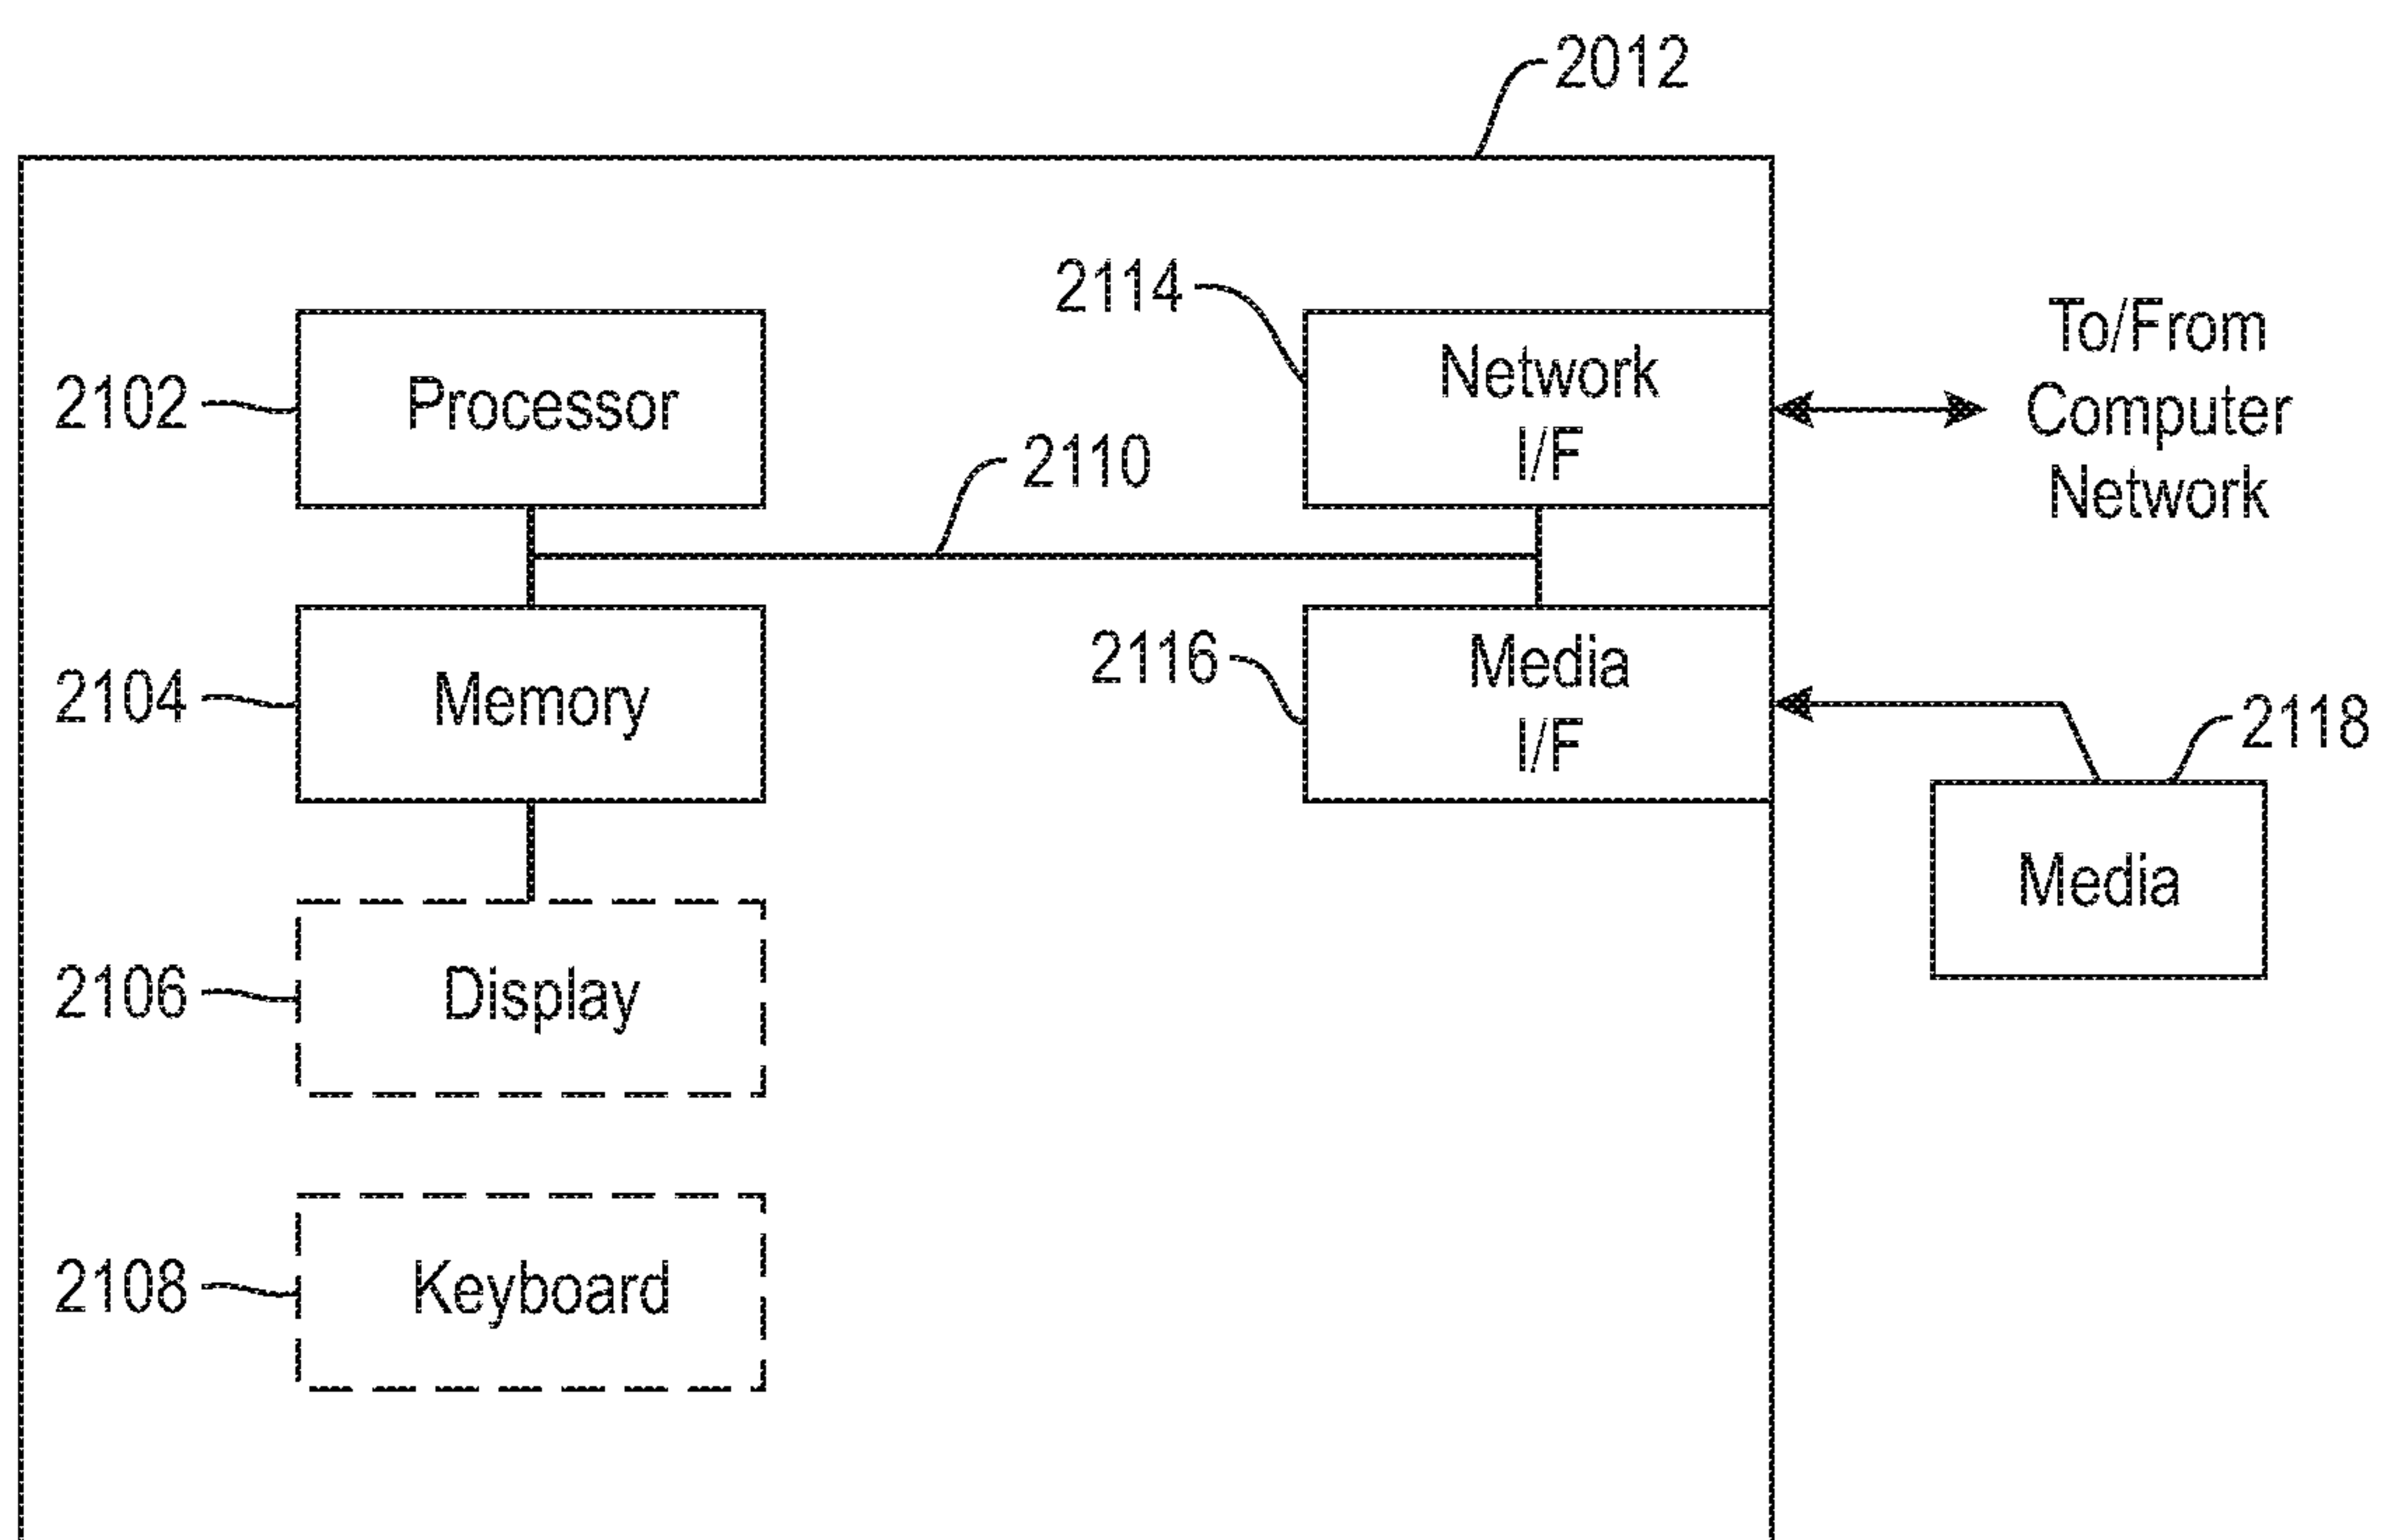 2012
2114
2102
Processor
Network
I/F
To/From
Computer
Network
2110
2104
Memory
2116
Media
I/F
2118
Media
2106
Display
2108
Keyboard